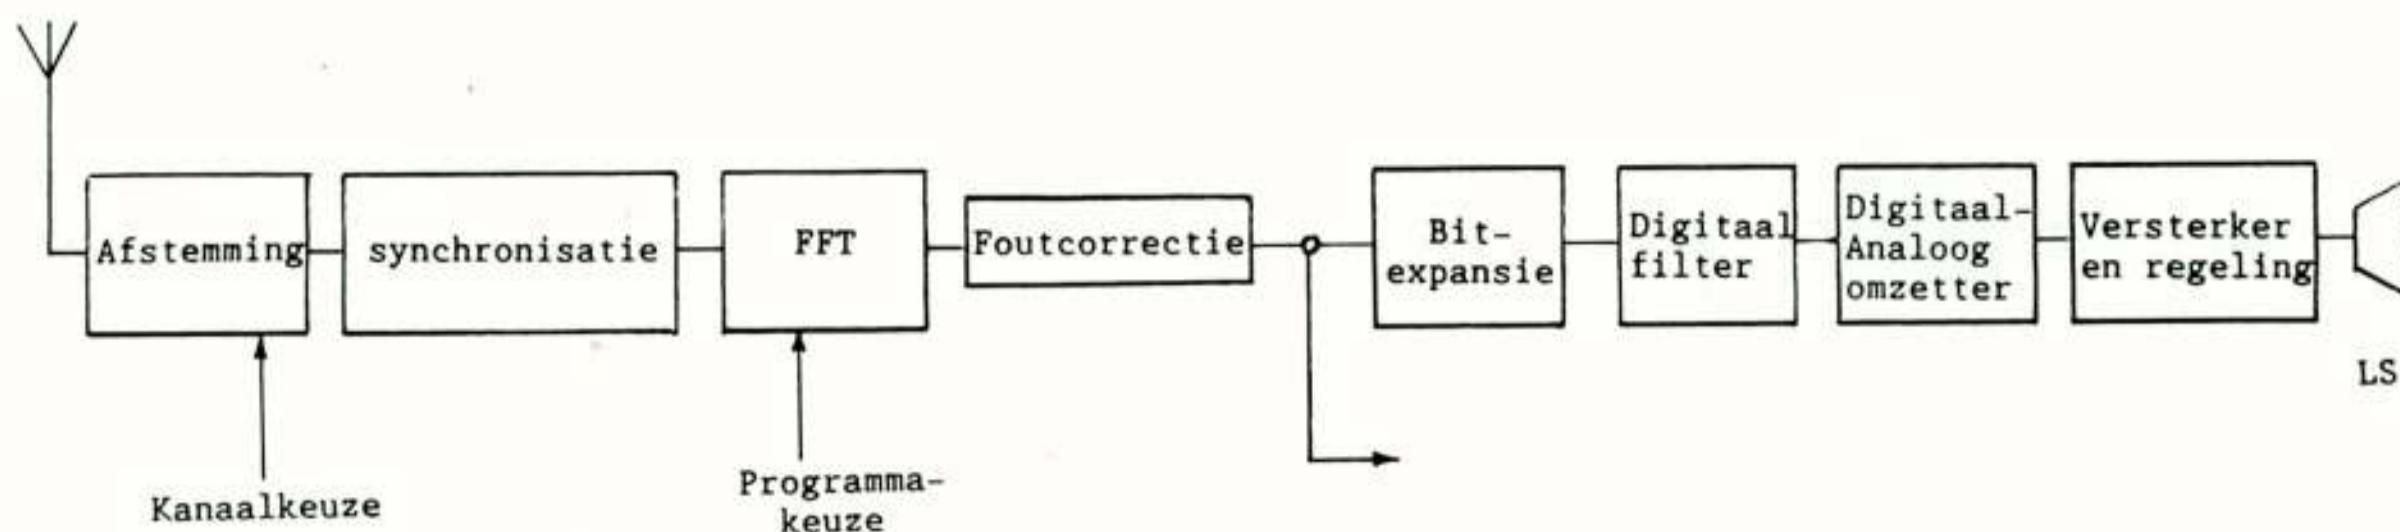 Afstemming
synchronisatie
FFT
Foutcorrectie
Bit-
expansie
Digitaal
filter
Digitaal-
Analoog
omzetter
Versterker
en regeling
LS
Kanaalkeuze
Programma-
keuze